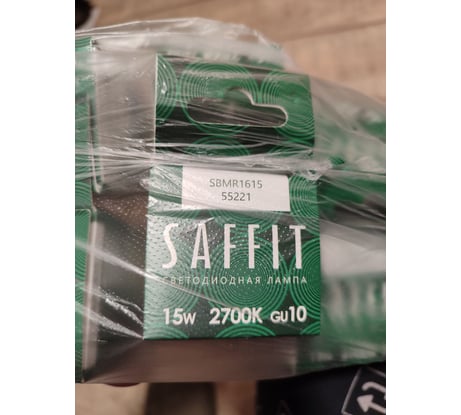 SBMR1615
55221
SAFFIT
СВЕТОДИОДНАЯ ЛАМПА
15W 2700K GU10